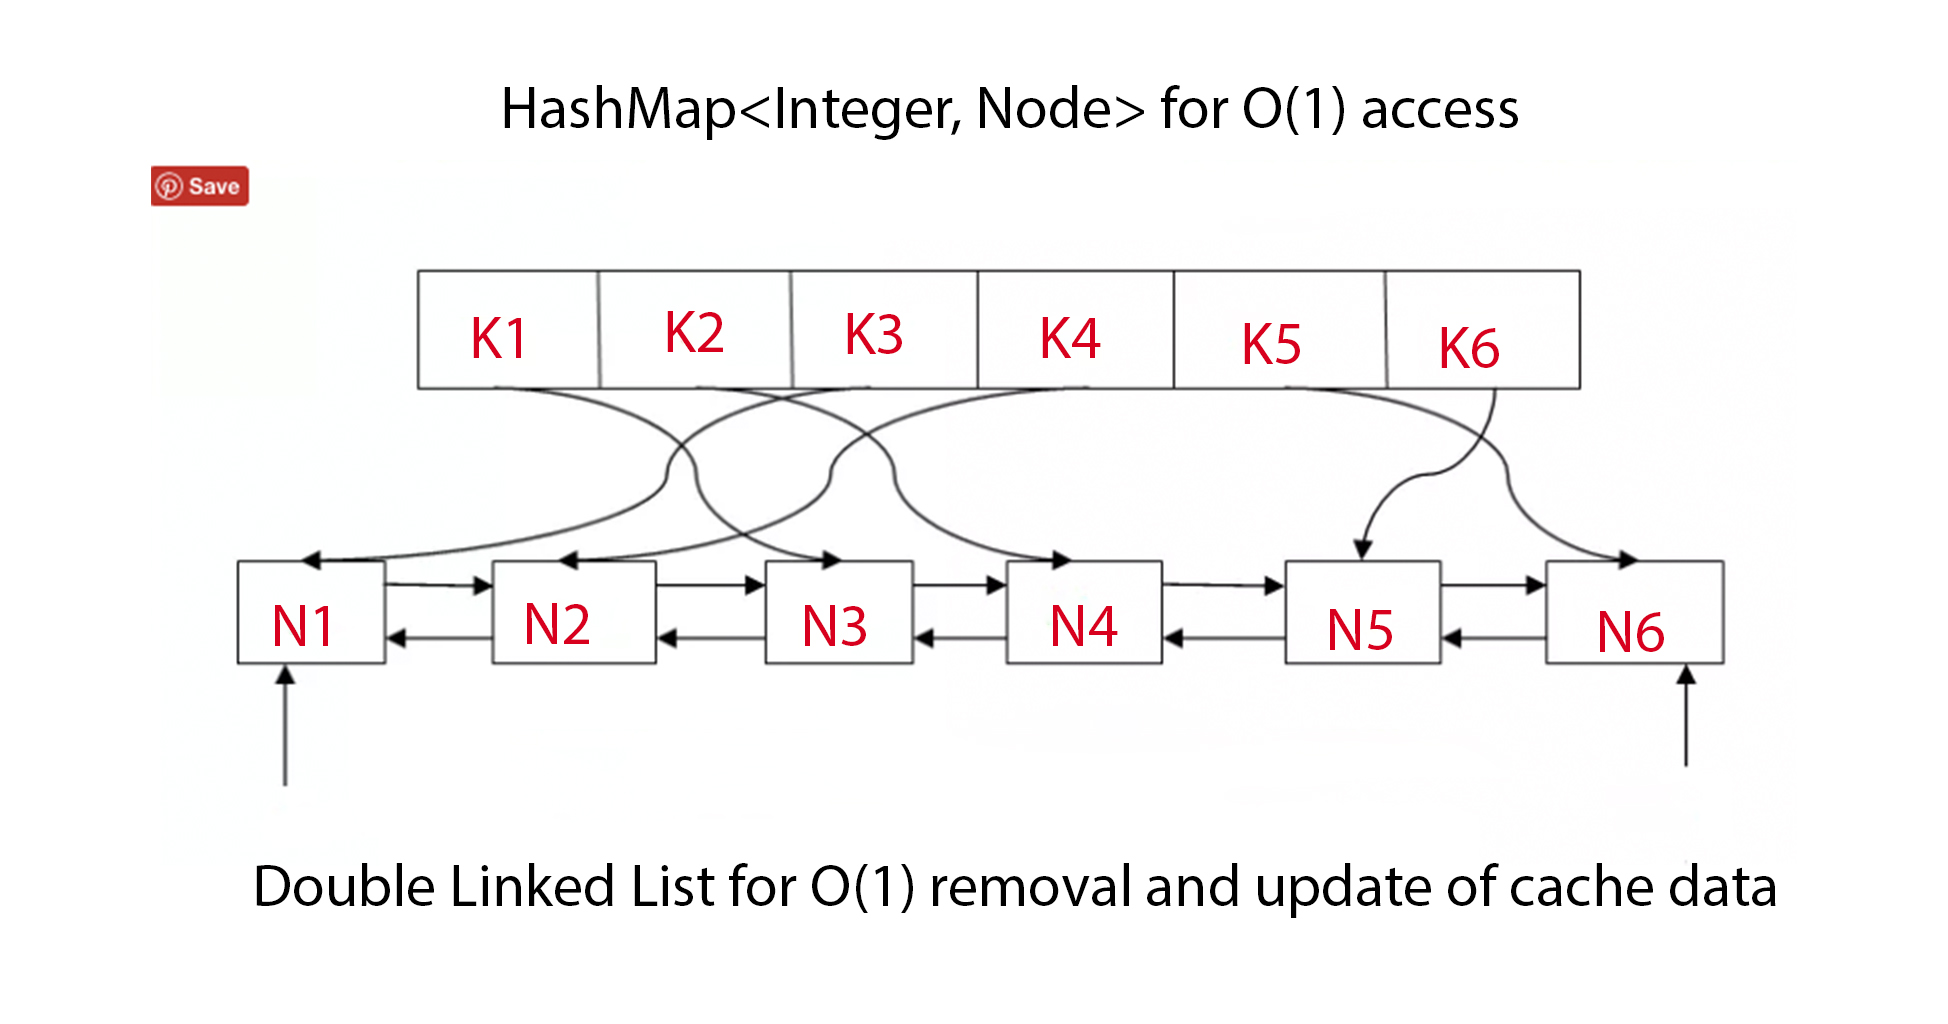 HashMap<Integer, Node> for O(1) access
Save
K1 K2 K3 K4 K5 K6
N1 N2 N3 N4 N5 N6
Double Linked List for O(1) removal and update of cache data